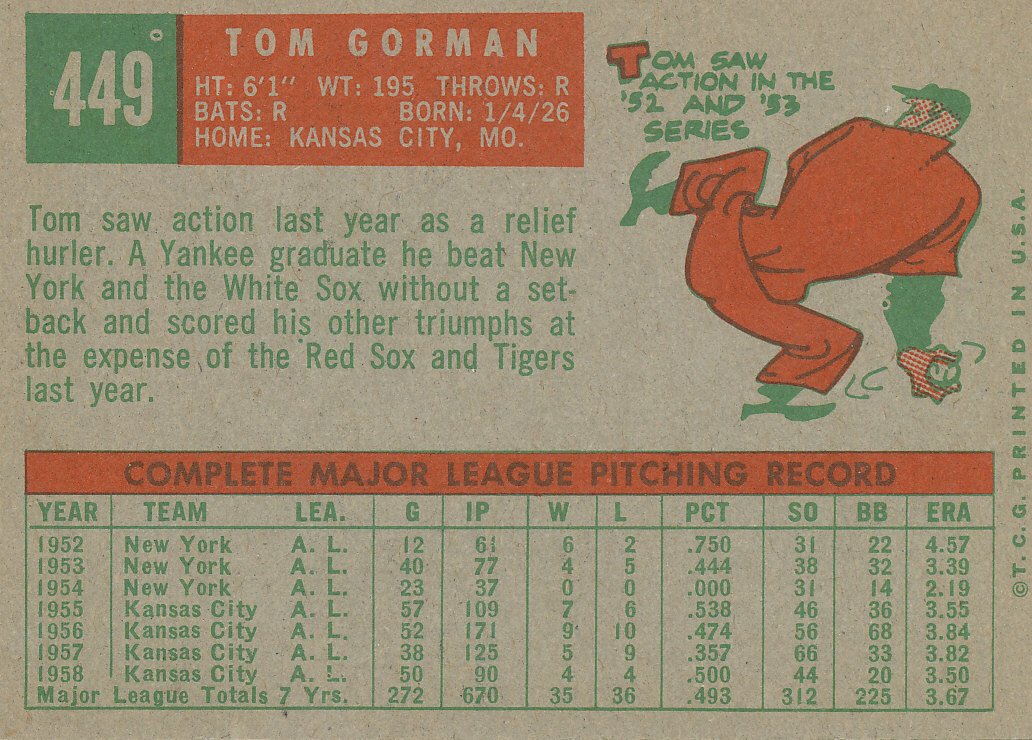 449
TOM GORMAN
HT: 6'1" WT: 195 THROWS: R
BATS: R BORN: 1/4/26
HOME: KANSAS CITY, MO.
TOM SAW
ACTION IN THE
'52 AND '53
SERIES
Tom saw action last year as a relief
hurler. A Yankee graduate he beat New
York and the White Sox without a set-
back and scored his other triumphs at
the expense of the Red Sox and Tigers
last year.
COMPLETE MAJOR LEAGUE PITCHING RECORD
YEAR TEAM LEA. G IP W L PCT SO BB ERA
1952 New York A. L. 12 61 6 2 .750 31 22 4.57
1953 New York A. L. 40 77 4 5 .444 38 32 3.39
1954 New York A. L. 23 37 0 0 .000 31 14 2.19
1955 Kansas City A. L. 57 109 7 6 .538 46 36 3.55
1956 Kansas City A. L. 52 171 9 10 .474 56 68 3.84
1957 Kansas City A. L. 38 125 5 9 .357 66 33 3.82
1958 Kansas City A. L. 50 90 4 4 .500 44 20 3.50
Major League Totals 7 Yrs. 272 670 35 36 .493 312 225 3.67
©T. C. G. PRINTED IN U.S.A.